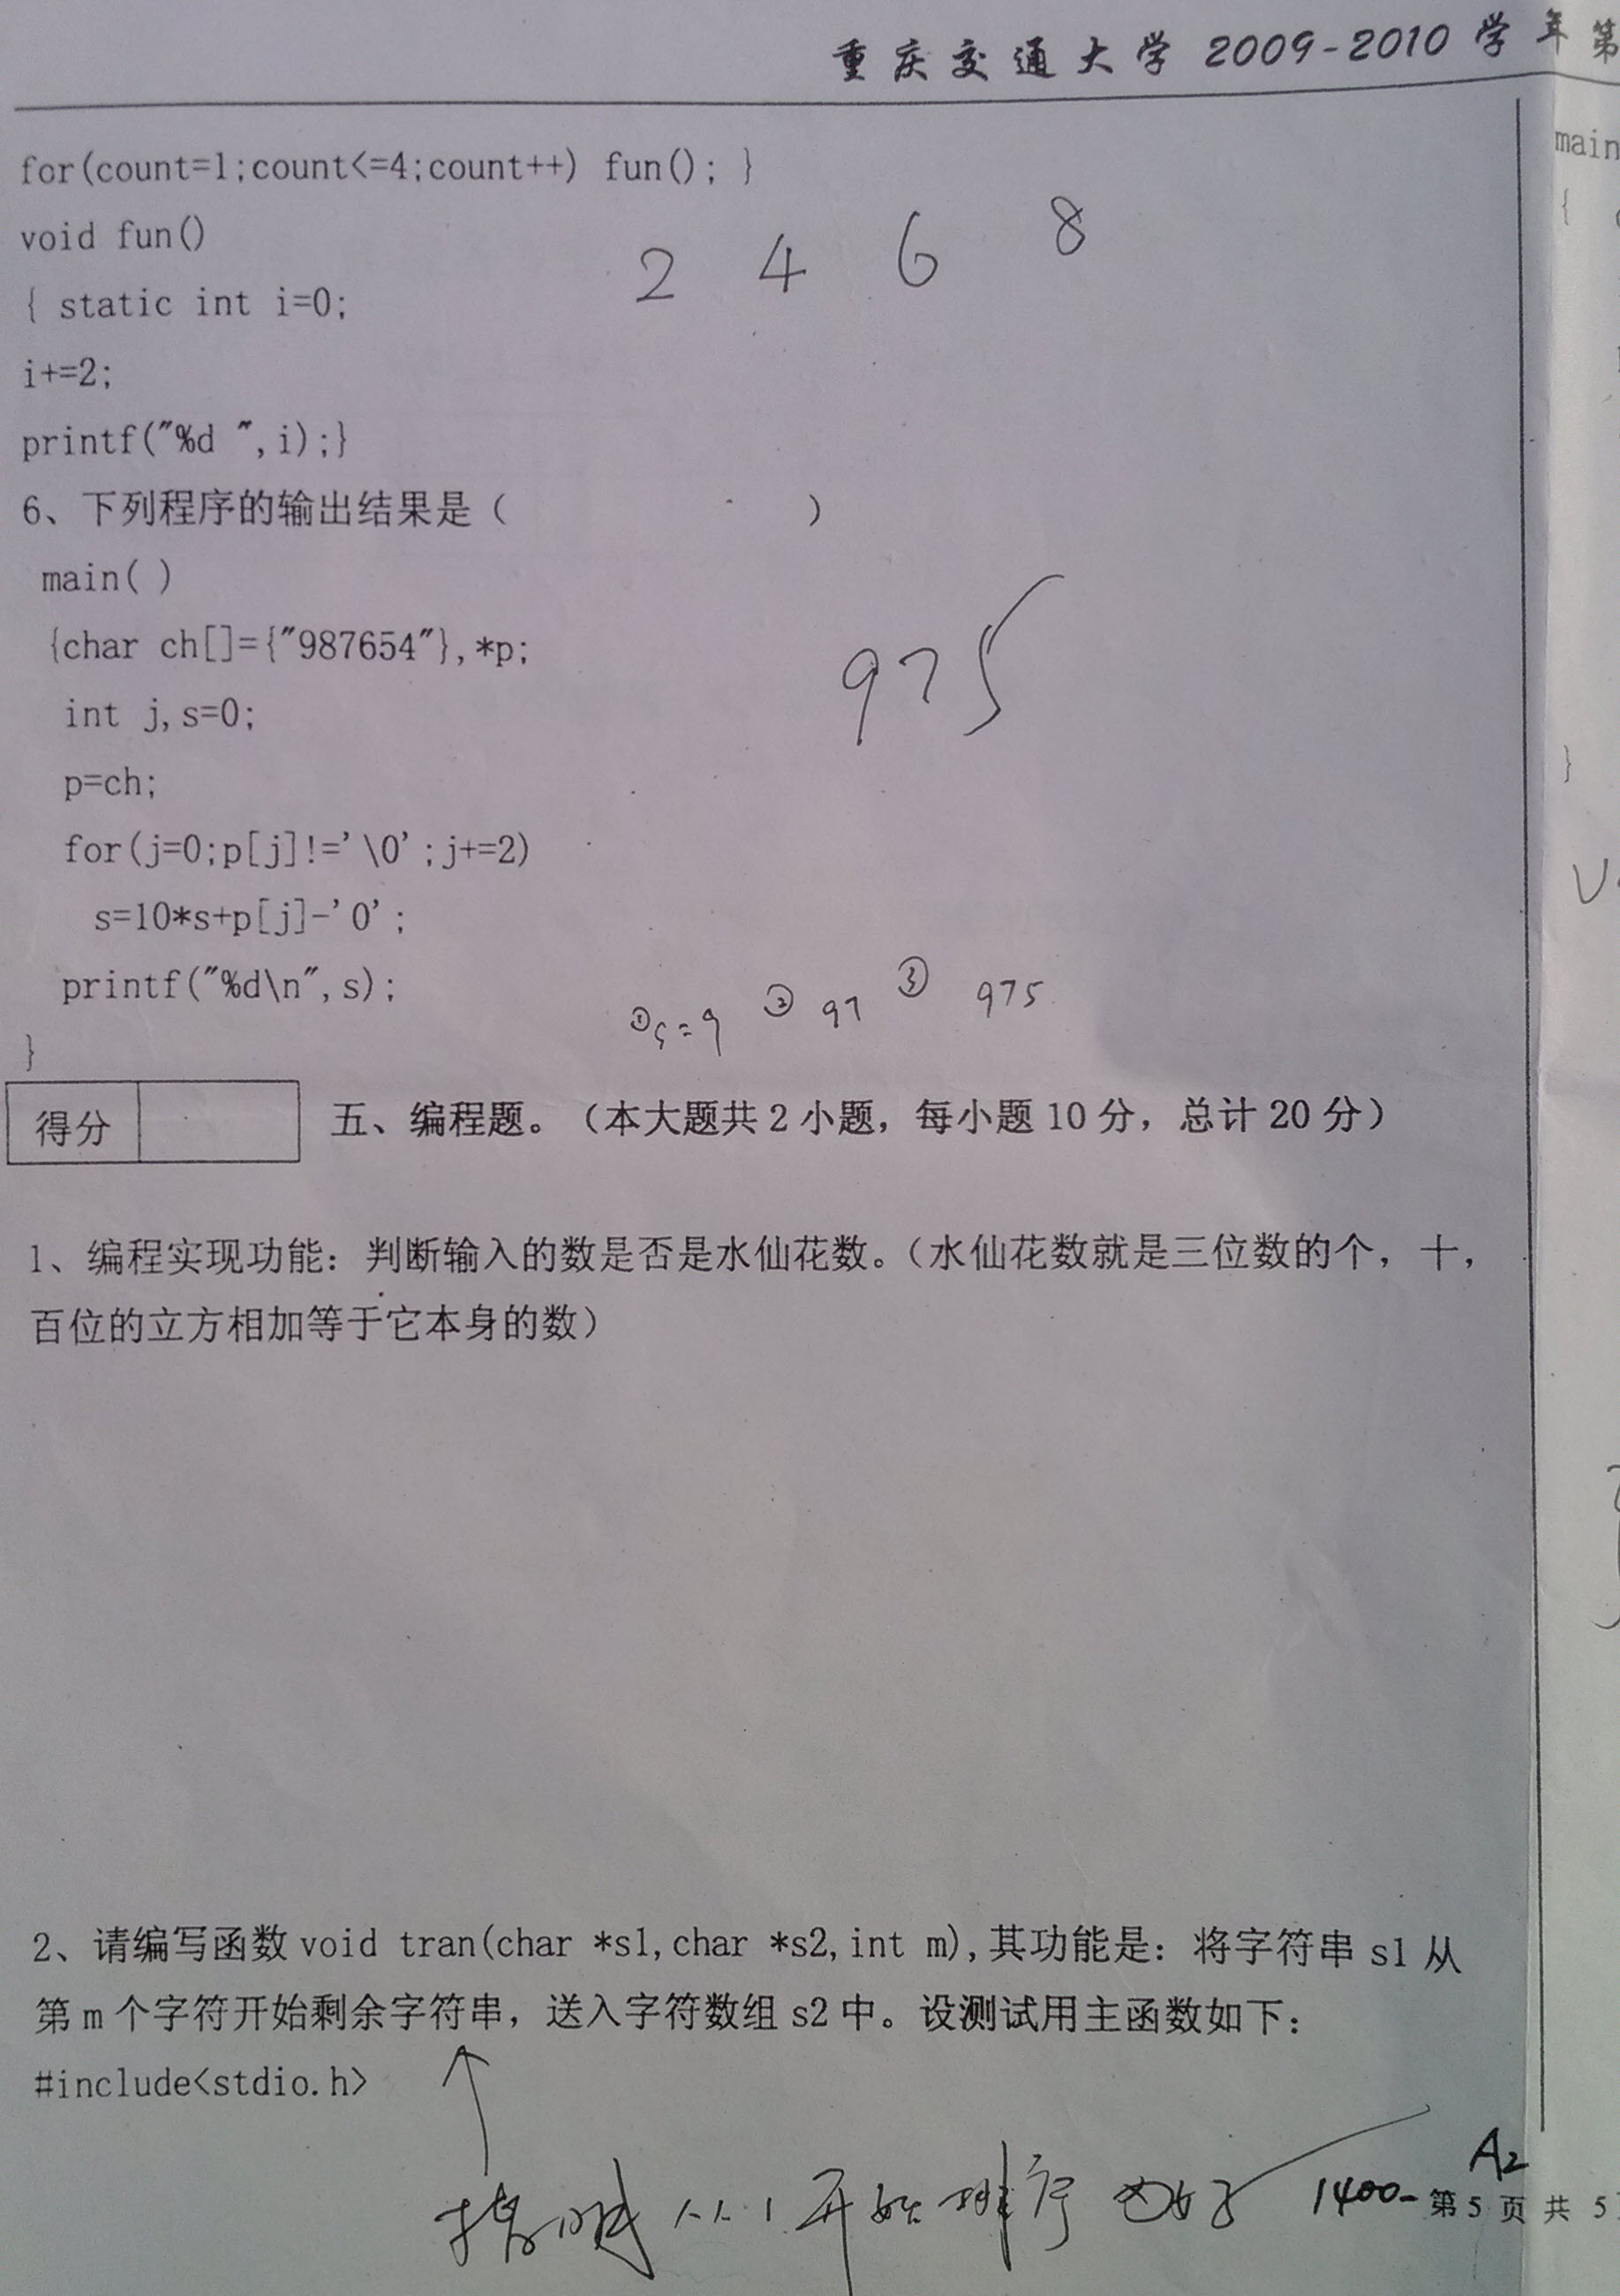 重庆交通大学 2009-2010 学年第
for(count=1;count<=4;count++) fun(); }
void fun()
2 4 6 8
{ static int i=0;
i+=2;
printf("%d ",i);}
6、下列程序的输出结果是（ ）
main( )
{char ch[]={"987654"},*p;
975
int j,s=0;
p=ch;
for(j=0;p[j]!='\0';j+=2)
s=10*s+p[j]-'0';
printf("%d\n",s);
①s=9 ② 97 ③ 975
}
得分
五、编程题。（本大题共 2 小题，每小题 10 分，总计 20 分）
1、编程实现功能：判断输入的数是否是水仙花数。（水仙花数就是三位数的个，十，
百位的立方相加等于它本身的数）
2、请编写函数 void tran(char *s1,char *s2,int m),其功能是：将字符串 s1 从
第 m 个字符开始剩余字符串，送入字符数组 s2 中。设测试用主函数如下：
#include<stdio.h>
从1开始排序
A2
1400-
第 5 页 共 5
main
{
}